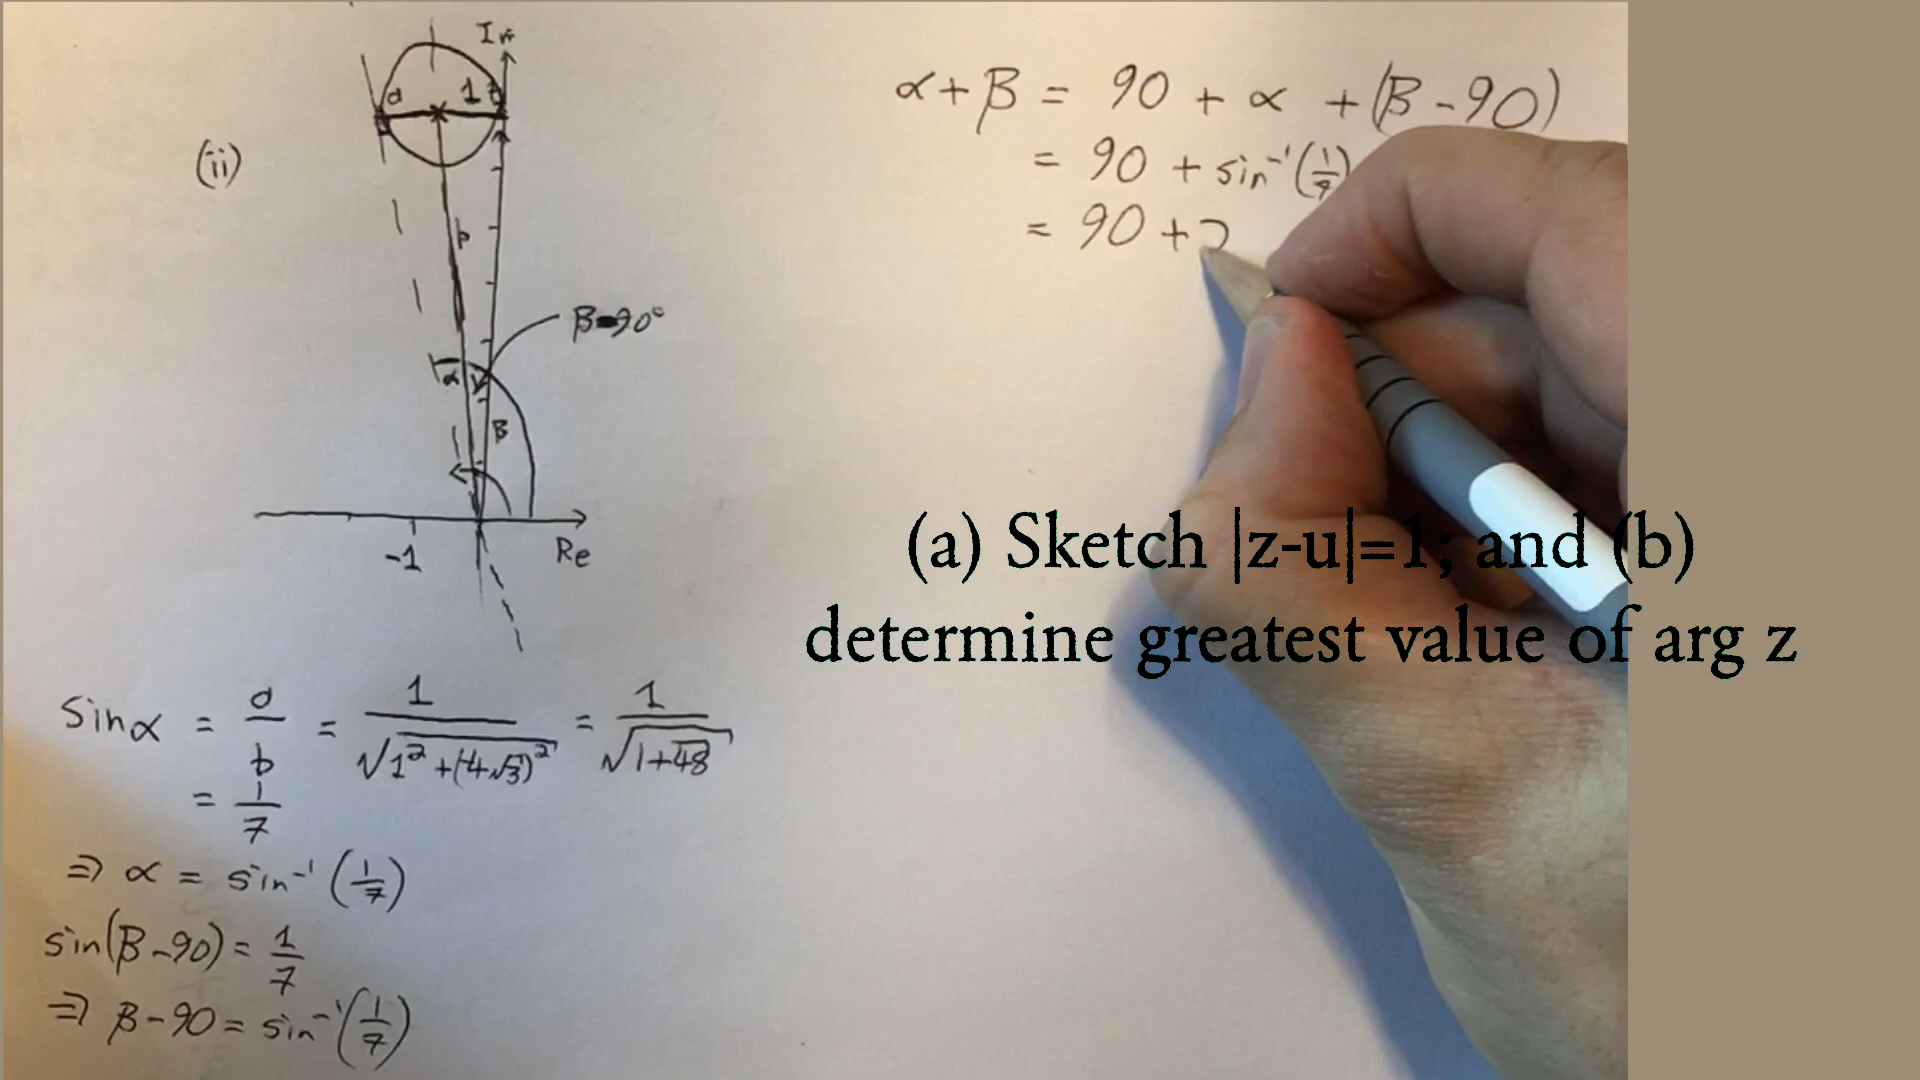 Im
(ii)
a
1
b
β-90°
α
β
-1
Re
sinα = a/b = 1/√(1²+(-4√3)²) = 1/√(1+48)
= 1/7
⇒ α = sin⁻¹(1/7)
sin(β-90) = 1/7
⇒ β-90 = sin⁻¹(1/7)
α+β = 90 + α + (β-90)
= 90 + sin⁻¹(1/7)
= 90 + 2
(a) Sketch |z-u|=1; and (b)
determine greatest value of arg z